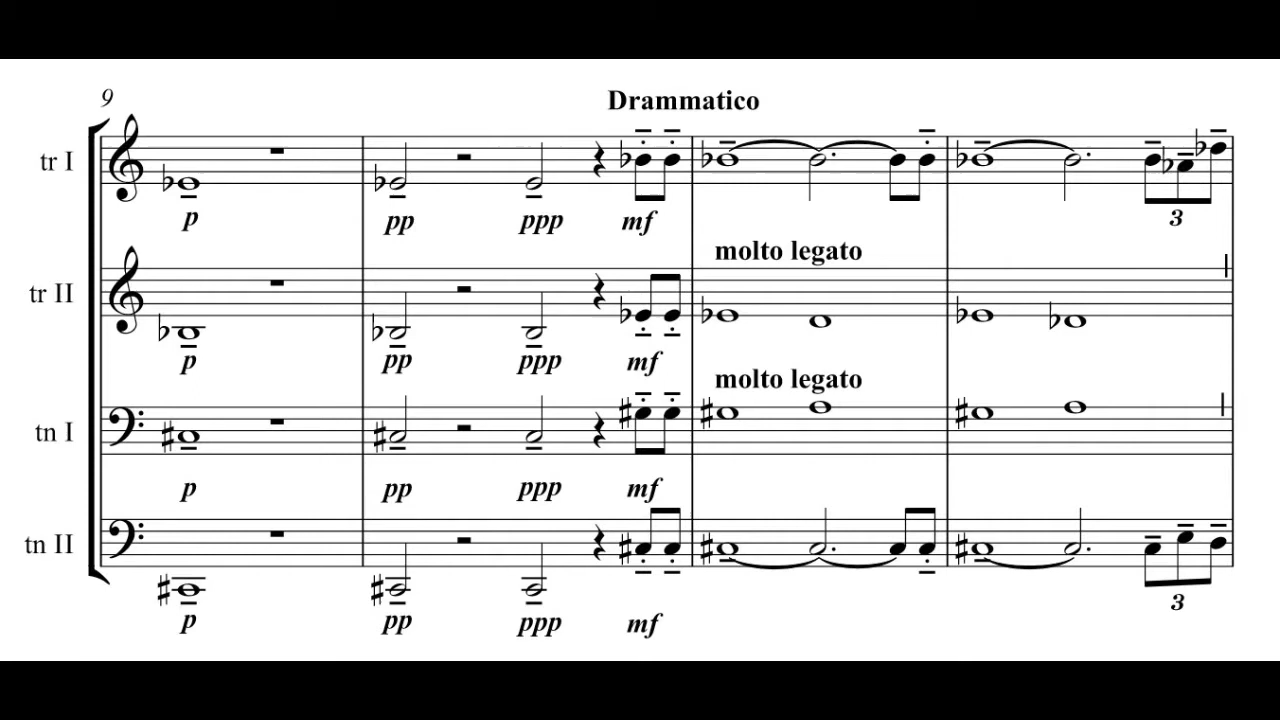 9
Drammatico
tr I
p pp ppp mf
3
molto legato
tr II
p pp ppp mf
molto legato
tn I
p pp ppp mf
tn II
3
p pp ppp mf